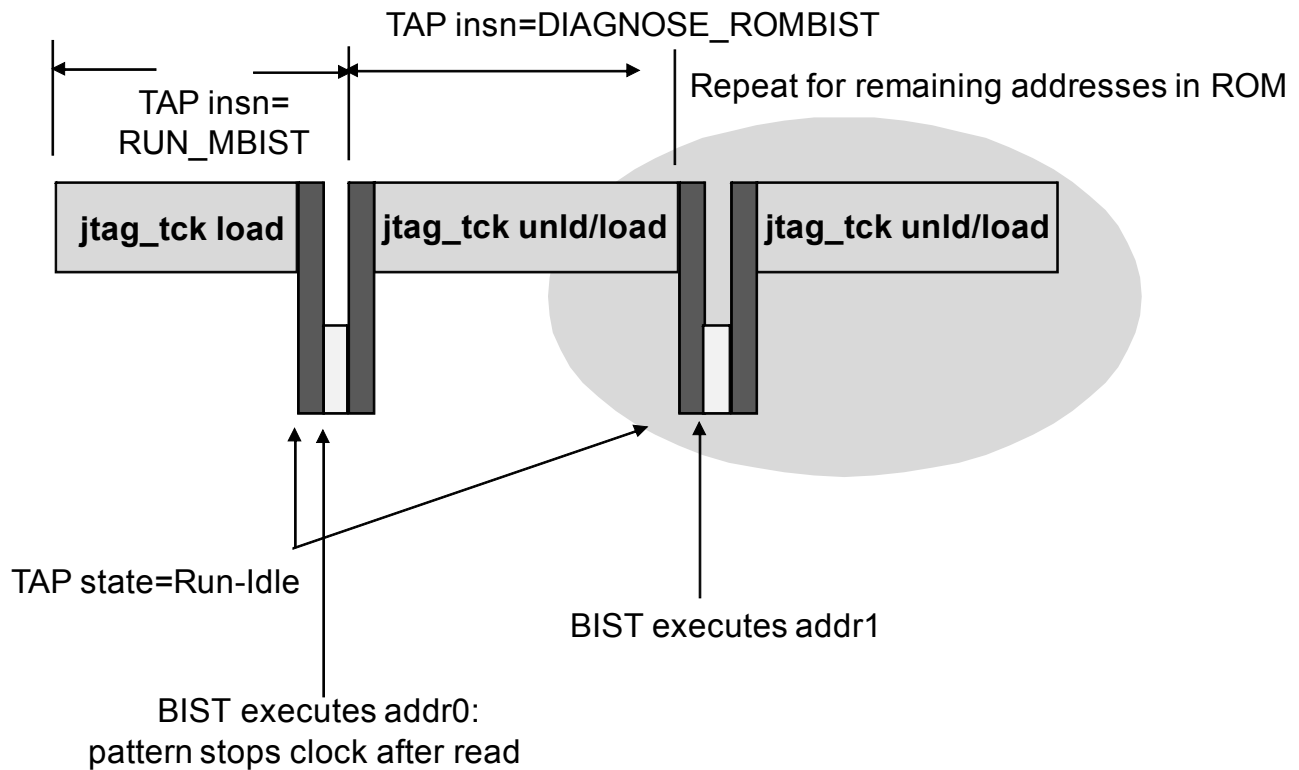 TAP insn=DIAGNOSE_ROMBIST
TAP insn=
RUN_MBIST
Repeat for remaining addresses in ROM
jtag_tck load
jtag_tck unld/load
jtag_tck unld/load
TAP state=Run-Idle
BIST executes addr1
BIST executes addr0:
pattern stops clock after read